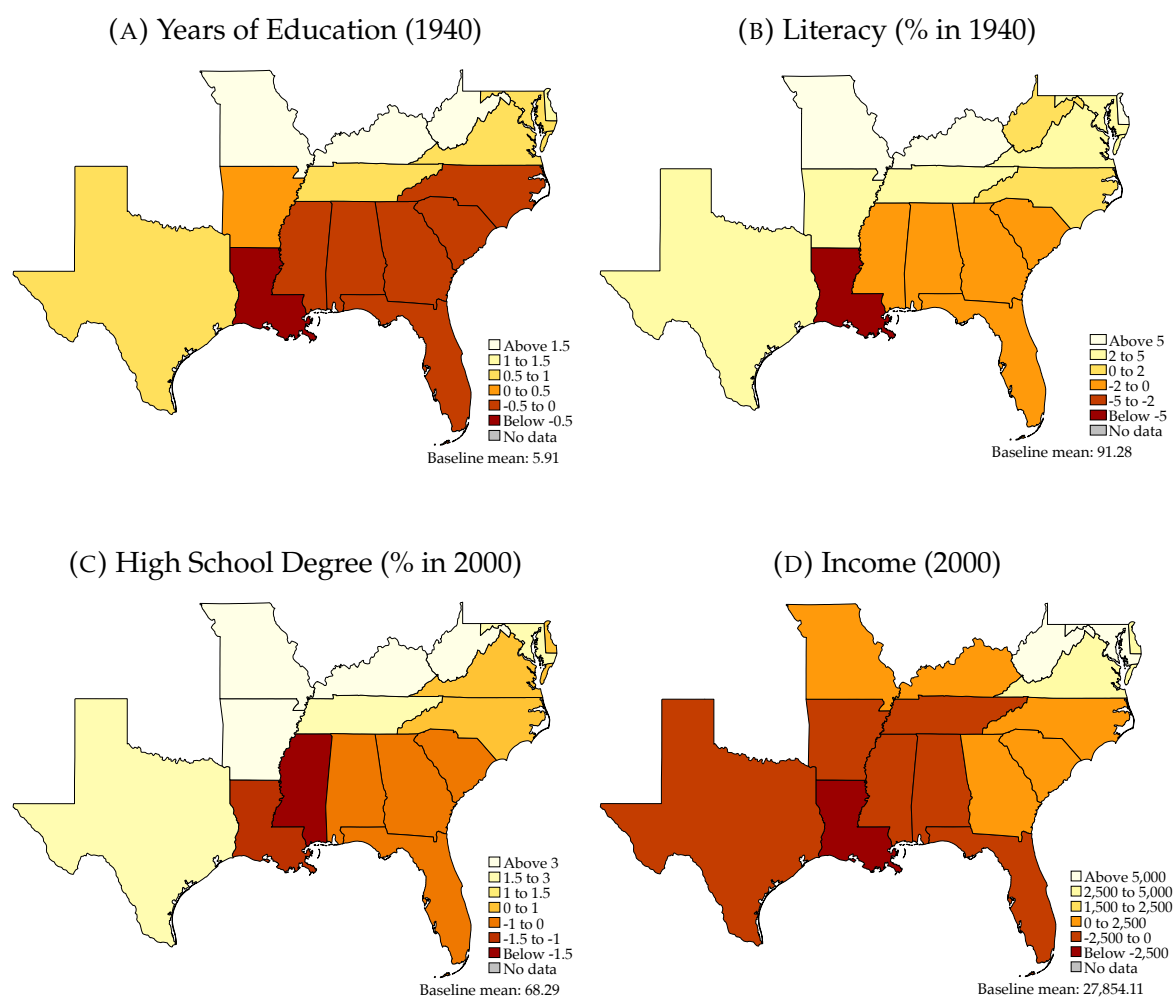 (A) Years of Education (1940)
Above 1.5
1 to 1.5
0.5 to 1
0 to 0.5
-0.5 to 0
Below -0.5
No data
Baseline mean: 5.91
(B) Literacy (% in 1940)
Above 5
2 to 5
0 to 2
-2 to 0
-5 to -2
Below -5
No data
Baseline mean: 91.28
(C) High School Degree (% in 2000)
Above 3
1.5 to 3
1 to 1.5
0 to 1
-1 to 0
-1.5 to -1
Below -1.5
No data
Baseline mean: 68.29
(D) Income (2000)
Above 5,000
2,500 to 5,000
1,500 to 2,500
0 to 2,500
-2,500 to 0
Below -2,500
No data
Baseline mean: 27,854.11